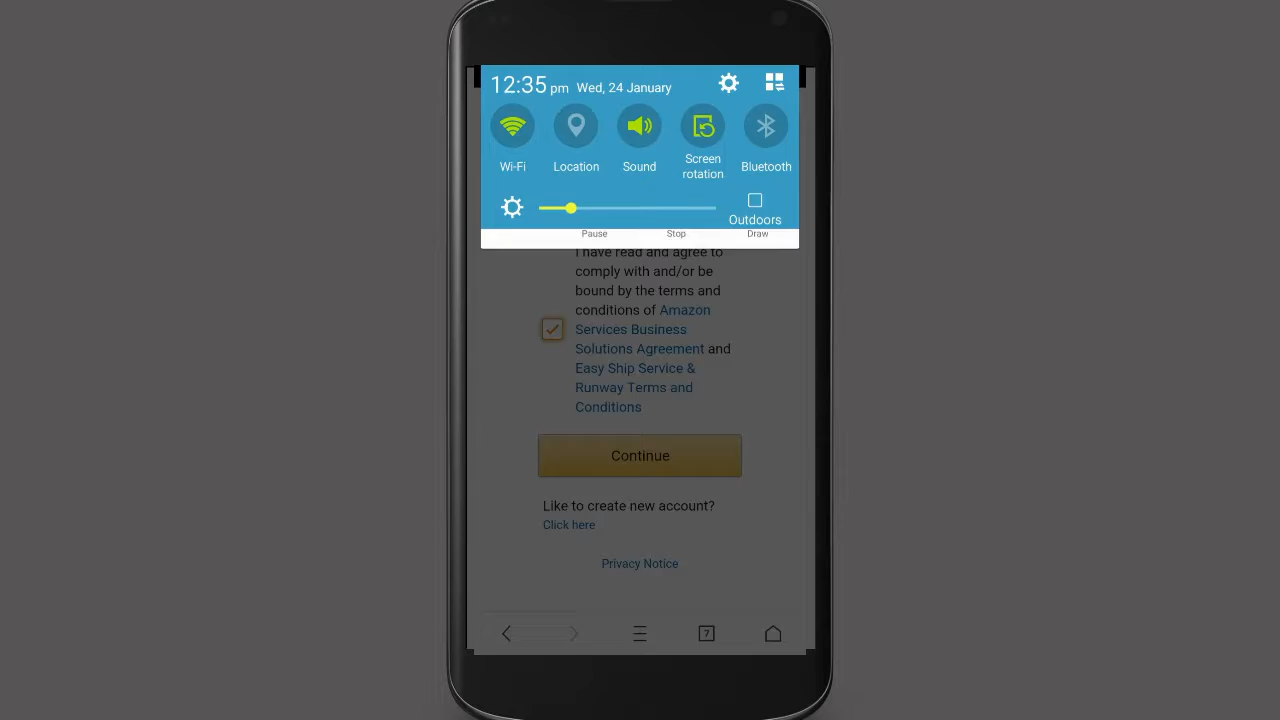 12:35 pm Wed, 24 January
Wi-Fi Location Sound Screen rotation Bluetooth
Outdoors
Pause Stop Draw
I have read and agree to
comply with and/or be
bound by the terms and
conditions of Amazon
Services Business
Solutions Agreement and
Easy Ship Service &
Runway Terms and
Conditions
Continue
Like to create new account?
Click here
Privacy Notice
7